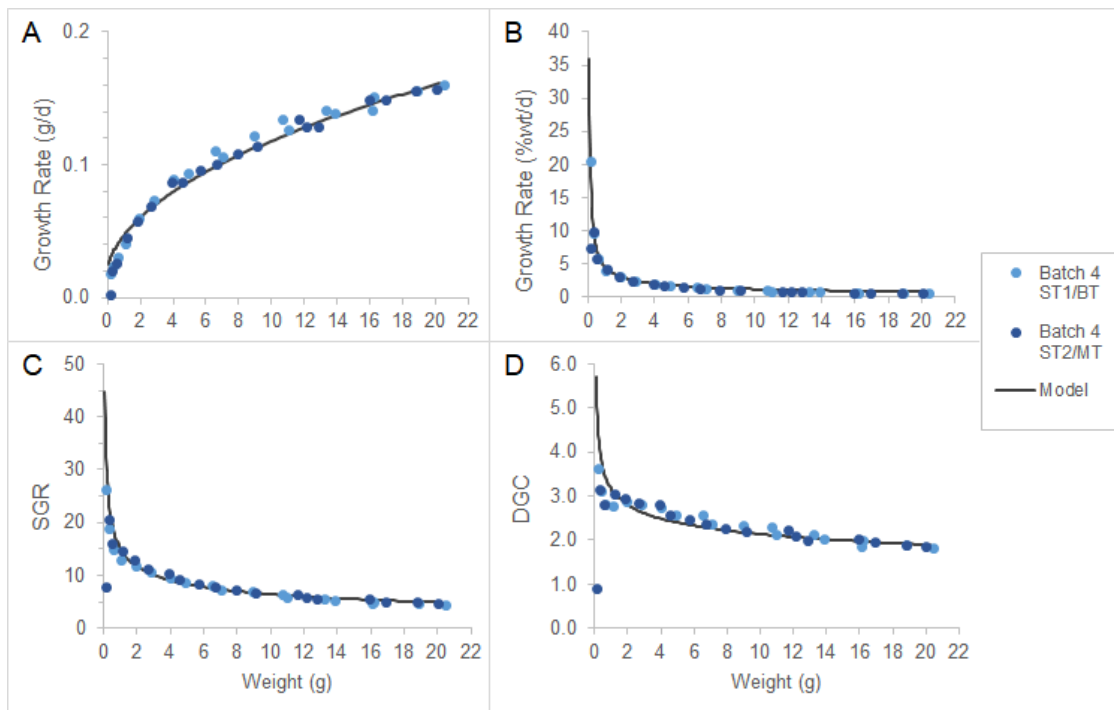 A
0.2
0.1
0.0
Growth Rate (g/d)
0 2 4 6 8 10 12 14 16 18 20 22
B
40
35
30
25
20
15
10
5
0
Growth Rate (%wt/d)
0 2 4 6 8 10 12 14 16 18 20 22
C
50
40
30
20
10
0
SGR
0 2 4 6 8 10 12 14 16 18 20 22
Weight (g)
D
6.0
5.0
4.0
3.0
2.0
1.0
0.0
DGC
0 2 4 6 8 10 12 14 16 18 20 22
Weight (g)
Batch 4
ST1/BT
Batch 4
ST2/MT
Model